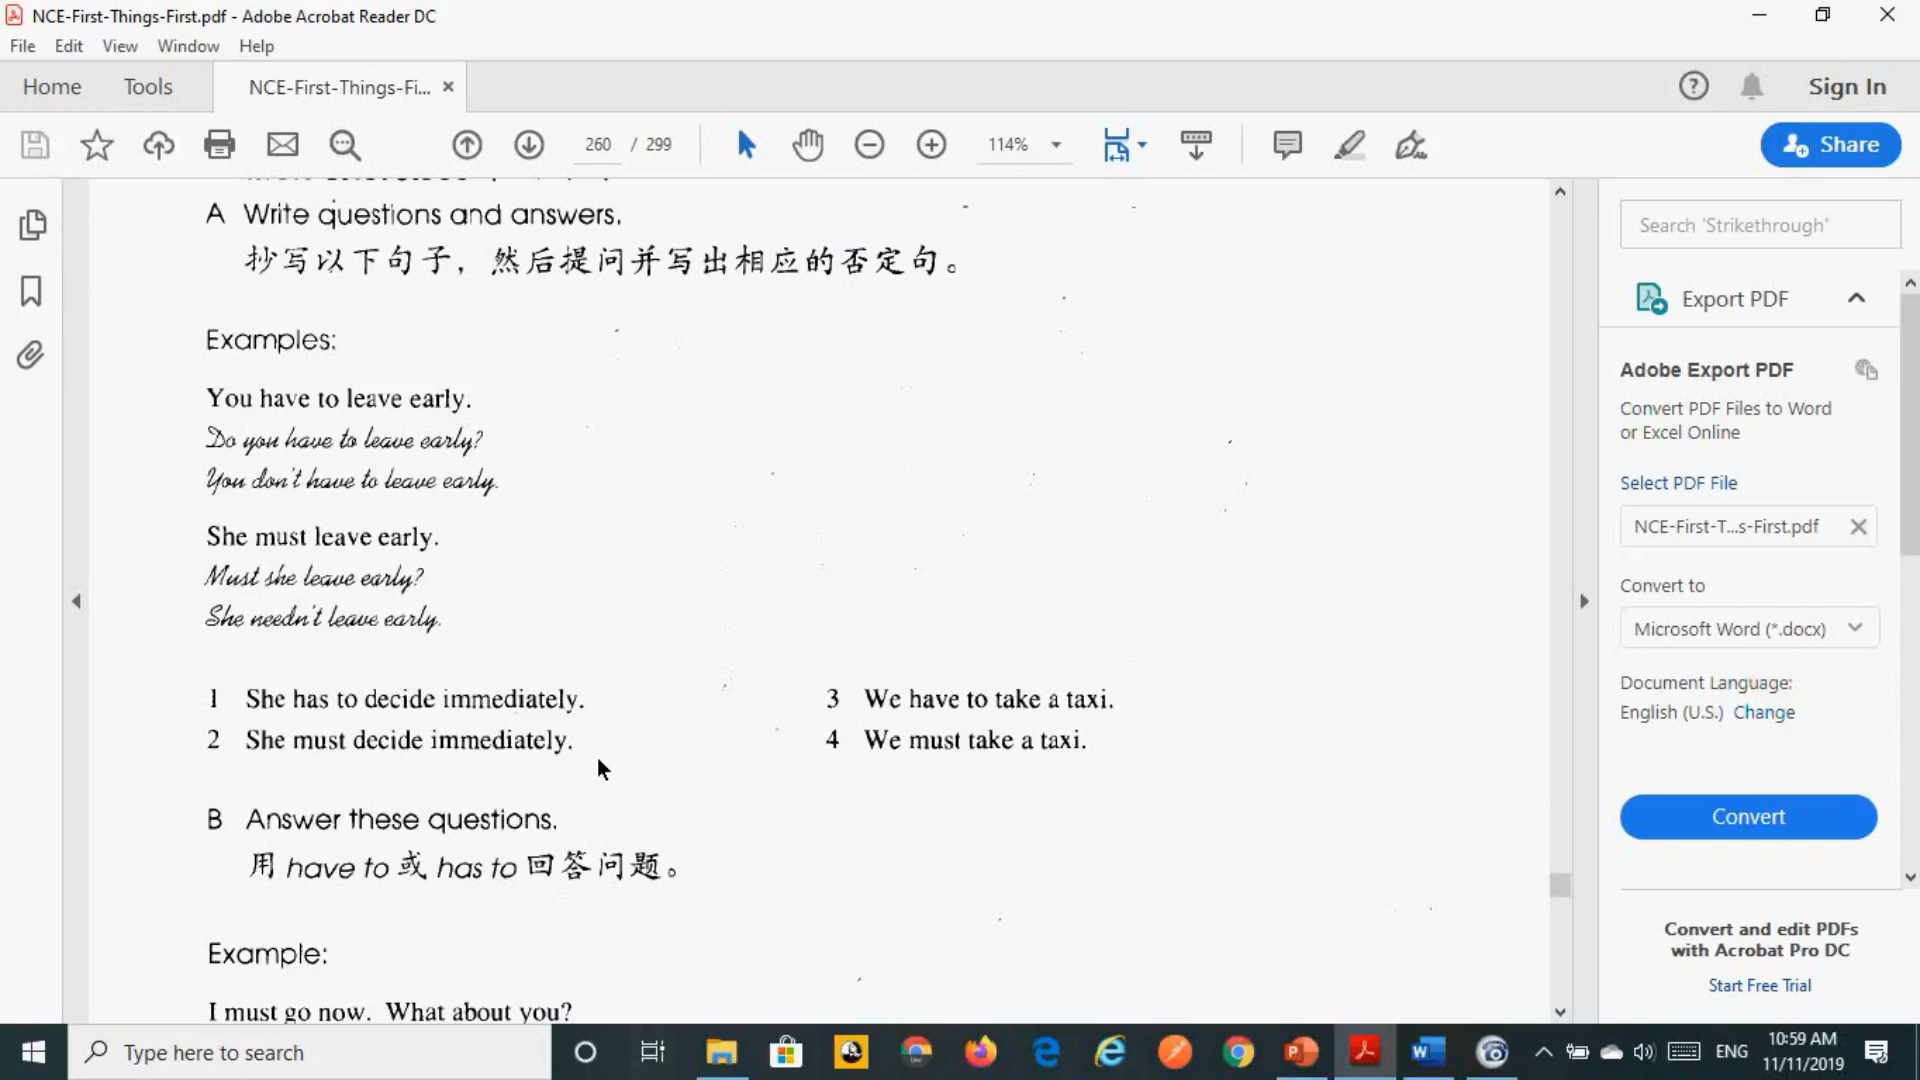 NCE-First-Things-First.pdf - Adobe Acrobat Reader DC
File Edit View Window Help
Home Tools NCE-First-Things-Fi... ×
Sign In
260 / 299 114% Share
A Write questions and answers.
抄写以下句子，然后提问并写出相应的否定句。
Examples:
You have to leave early.
Do you have to leave early?
You don't have to leave early.
She must leave early.
Must she leave early?
She needn't leave early.
1 She has to decide immediately.
2 She must decide immediately.
3 We have to take a taxi.
4 We must take a taxi.
B Answer these questions.
用 have to 或 has to 回答问题。
Example:
I must go now. What about you?
Search 'Strikethrough'
Export PDF
Adobe Export PDF
Convert PDF Files to Word
or Excel Online
Select PDF File
NCE-First-T...s-First.pdf
Convert to
Microsoft Word (*.docx)
Document Language:
English (U.S.) Change
Convert
Convert and edit PDFs
with Acrobat Pro DC
Start Free Trial
Type here to search
ENG
10:59 AM
11/11/2019